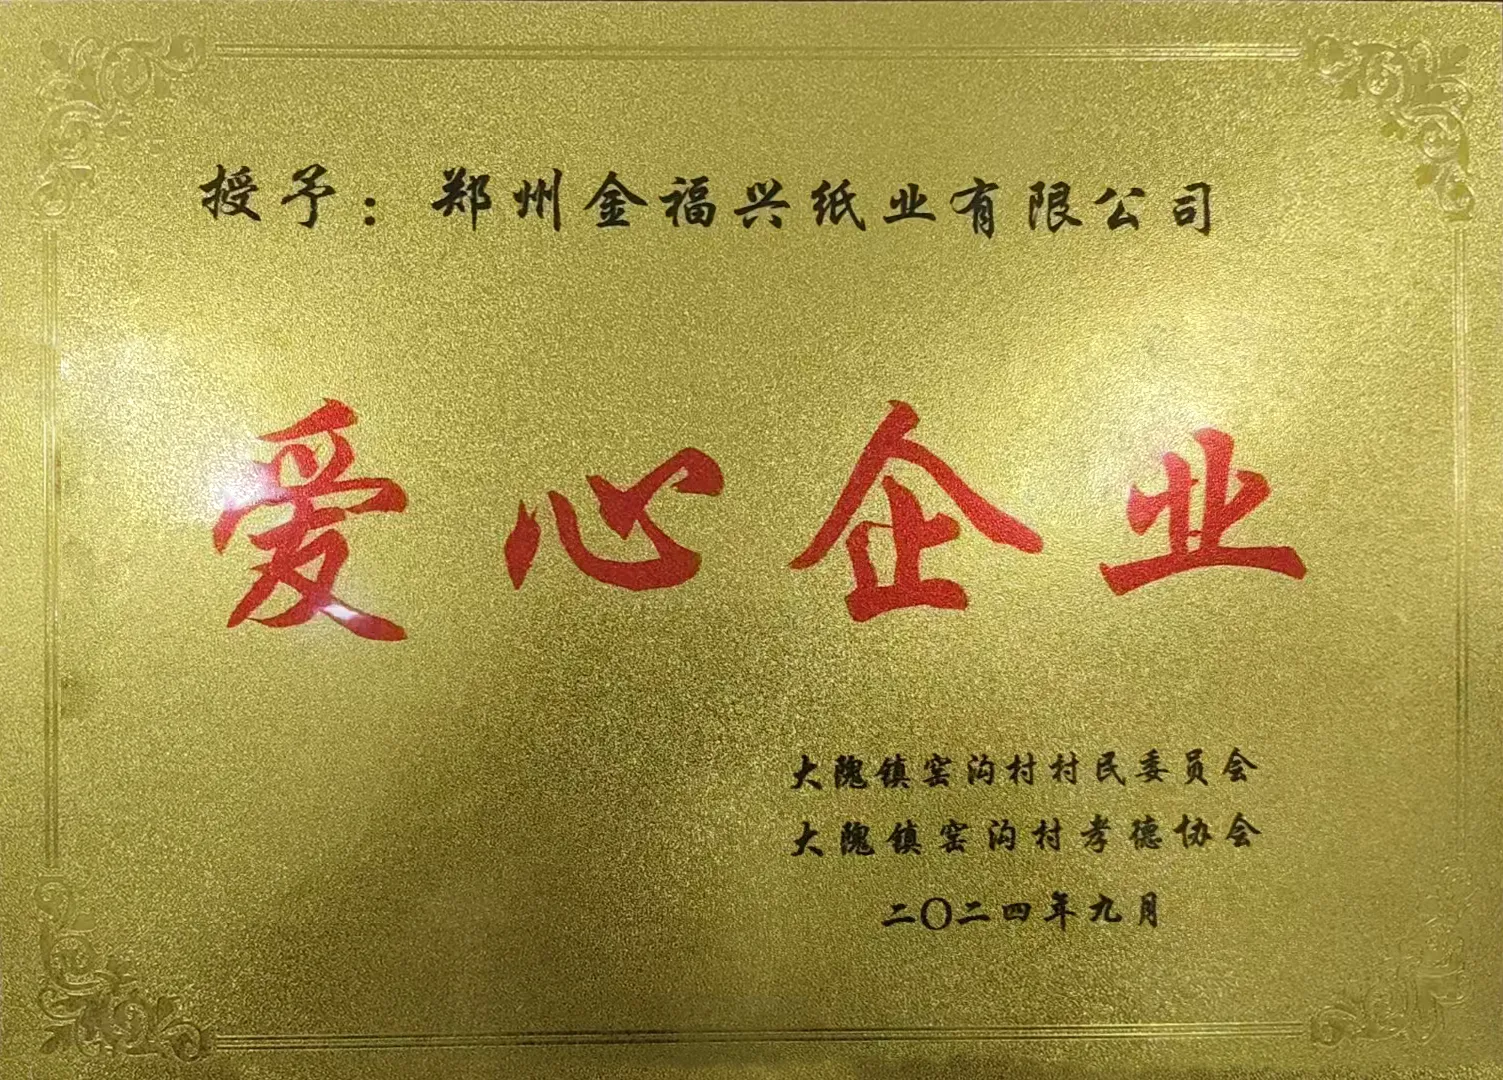 授予：郑州金福兴纸业有限公司
爱心企业
大隗镇窑沟村村民委员会
大隗镇窑沟村孝德协会
二〇二四年九月